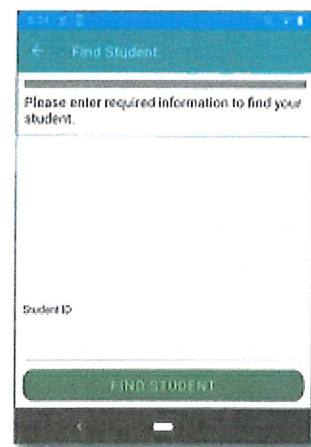 Find Student
Please enter required information to find your
student.
Student ID
FIND STUDENT